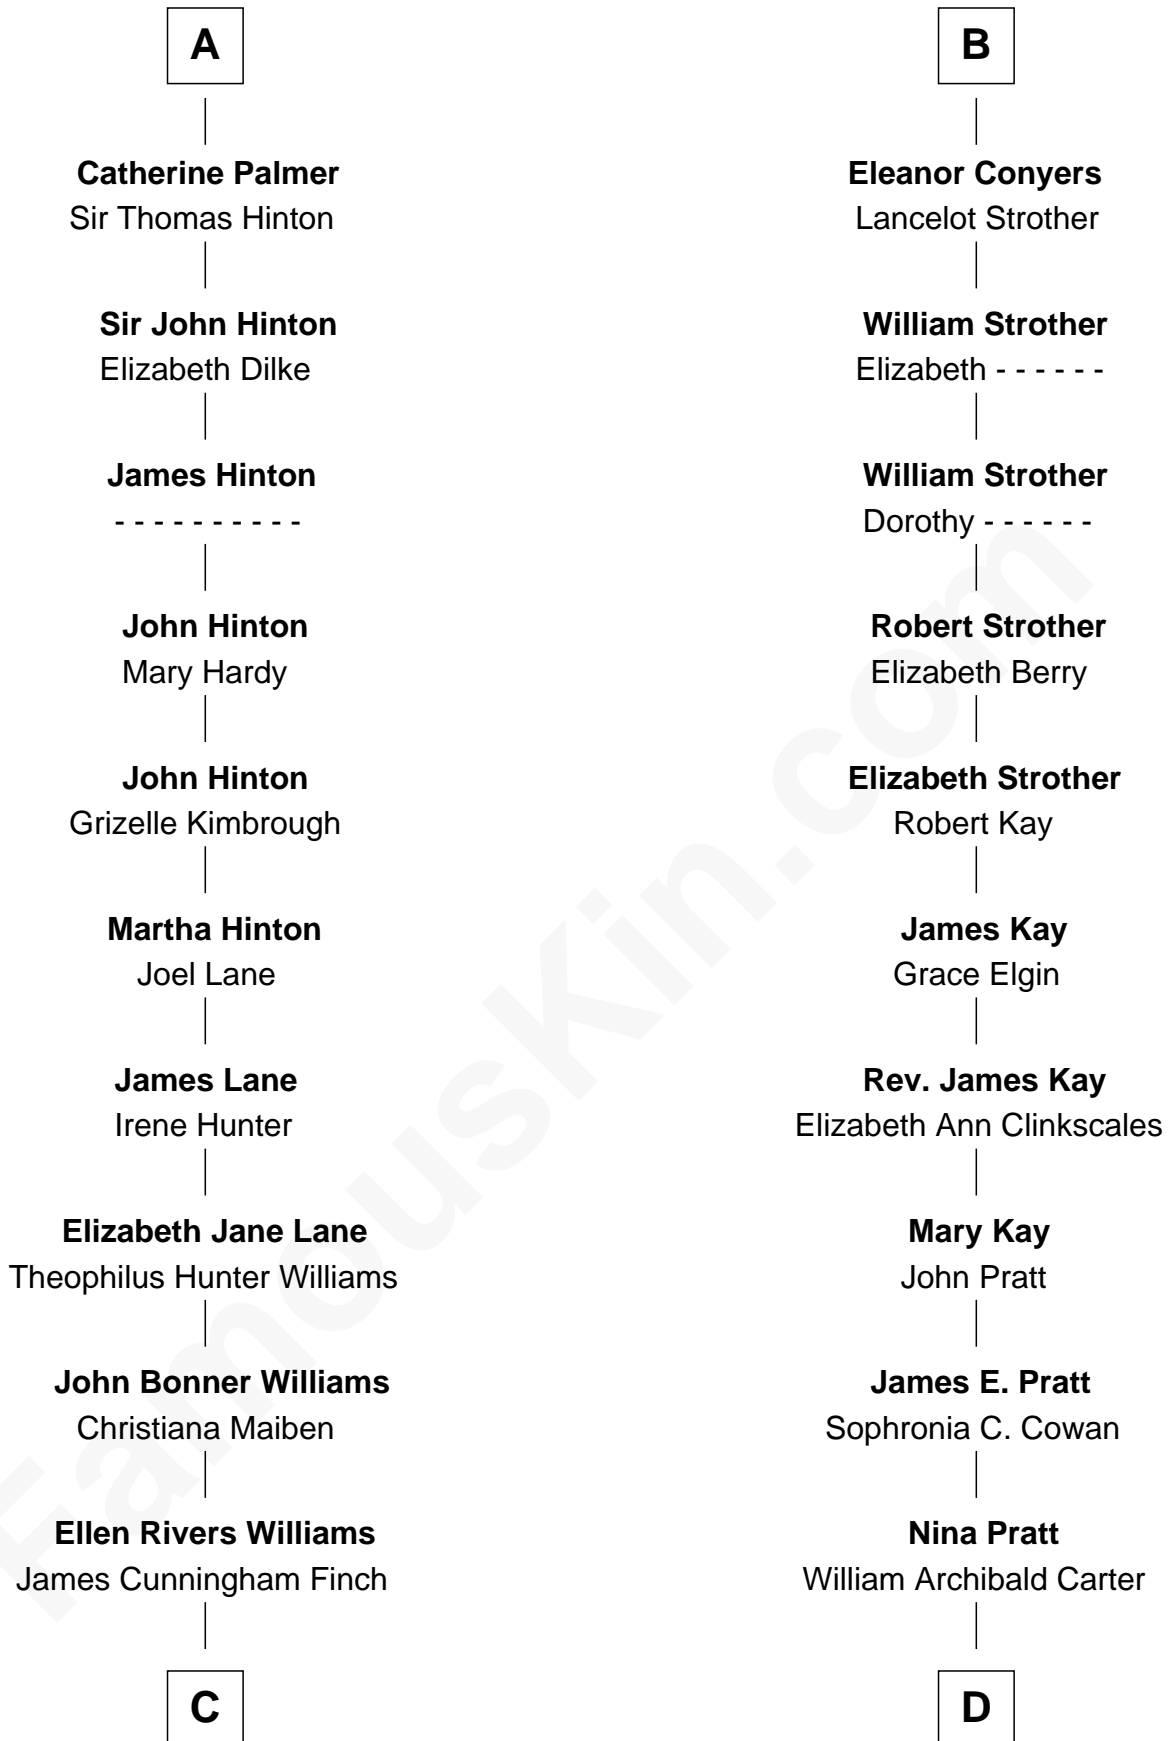 A
Catherine Palmer
Sir Thomas Hinton
Sir John Hinton
Elizabeth Dilke
James Hinton
- - - - - - - - - -
John Hinton
Mary Hardy
John Hinton
Grizelle Kimbrough
Martha Hinton
Joel Lane
James Lane
Irene Hunter
Elizabeth Jane Lane
Theophilus Hunter Williams
John Bonner Williams
Christiana Maiben
Ellen Rivers Williams
James Cunningham Finch
C
B
Eleanor Conyers
Lancelot Strother
William Strother
Elizabeth - - - - - -
William Strother
Dorothy - - - - - -
Robert Strother
Elizabeth Berry
Elizabeth Strother
Robert Kay
James Kay
Grace Elgin
Rev. James Kay
Elizabeth Ann Clinkscales
Mary Kay
John Pratt
James E. Pratt
Sophronia C. Cowan
Nina Pratt
William Archibald Carter
D
FamousKin.com